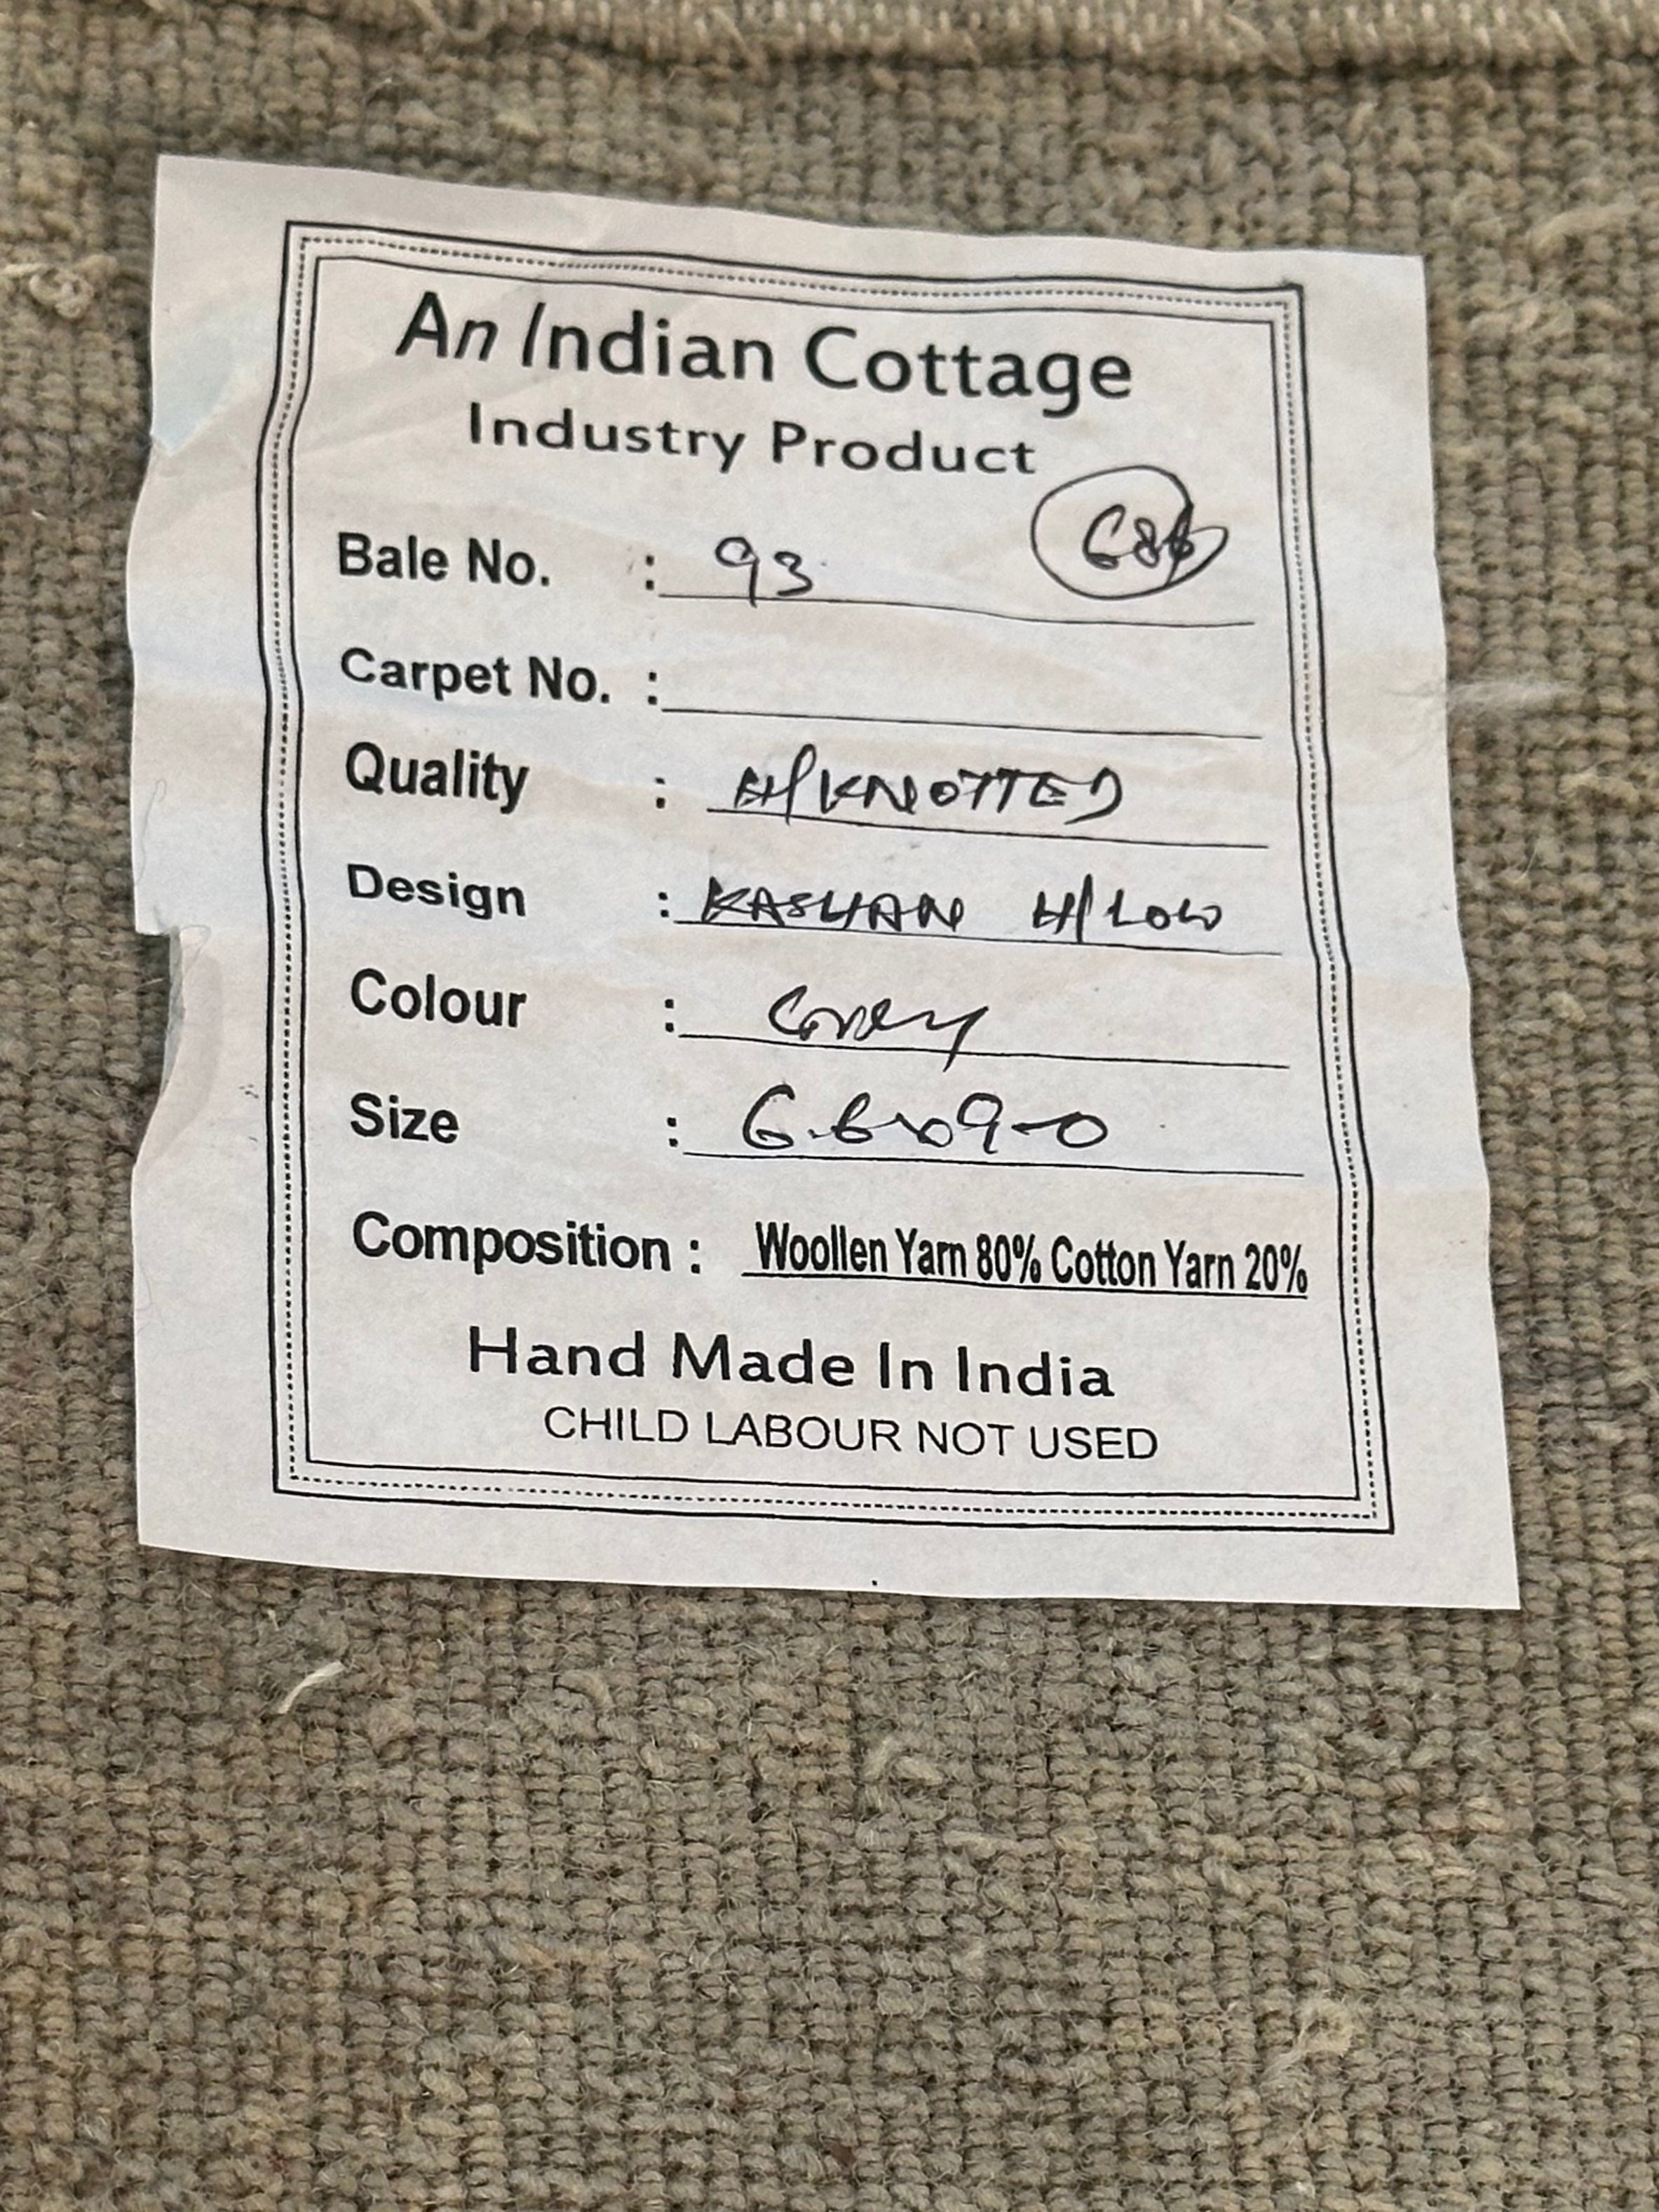 An Indian Cottage
Industry Product
686
Bale No. : 93
Carpet No. :
Quality : H/KNOTTED
Design : KASHAN H/LOW
Colour : Grey
Size : 6.6x9-0
Composition : Woollen Yarn 80% Cotton Yarn 20%
Hand Made In India
CHILD LABOUR NOT USED